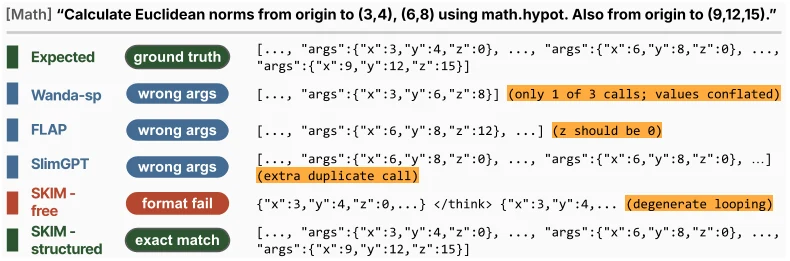 [Math] “Calculate Euclidean norms from origin to (3,4), (6,8) using math.hypot. Also from origin to (9,12,15).”
Expected ground truth [..., "args":{"x":3,"y":4,"z":0}, ..., "args":{"x":6,"y":8,"z":0}, ...,
"args":{"x":9,"y":12,"z":15}]
Wanda-sp wrong args [..., "args":{"x":3,"y":6,"z":8}] (only 1 of 3 calls; values conflated)
FLAP wrong args [..., "args":{"x":6,"y":8,"z":12}, ...] (z should be 0)
SlimGPT wrong args [..., "args":{"x":6,"y":8,"z":0}, ..., "args":{"x":6,"y":8,"z":0}, ...]
(extra duplicate call)
SKIM -
free format fail {"x":3,"y":4,"z":0,...} </think> {"x":3,"y":4,... (degenerate looping)
SKIM -
structured exact match [..., "args":{"x":3,"y":4,"z":0}, ..., "args":{"x":6,"y":8,"z":0}, ...,
"args":{"x":9,"y":12,"z":15}]